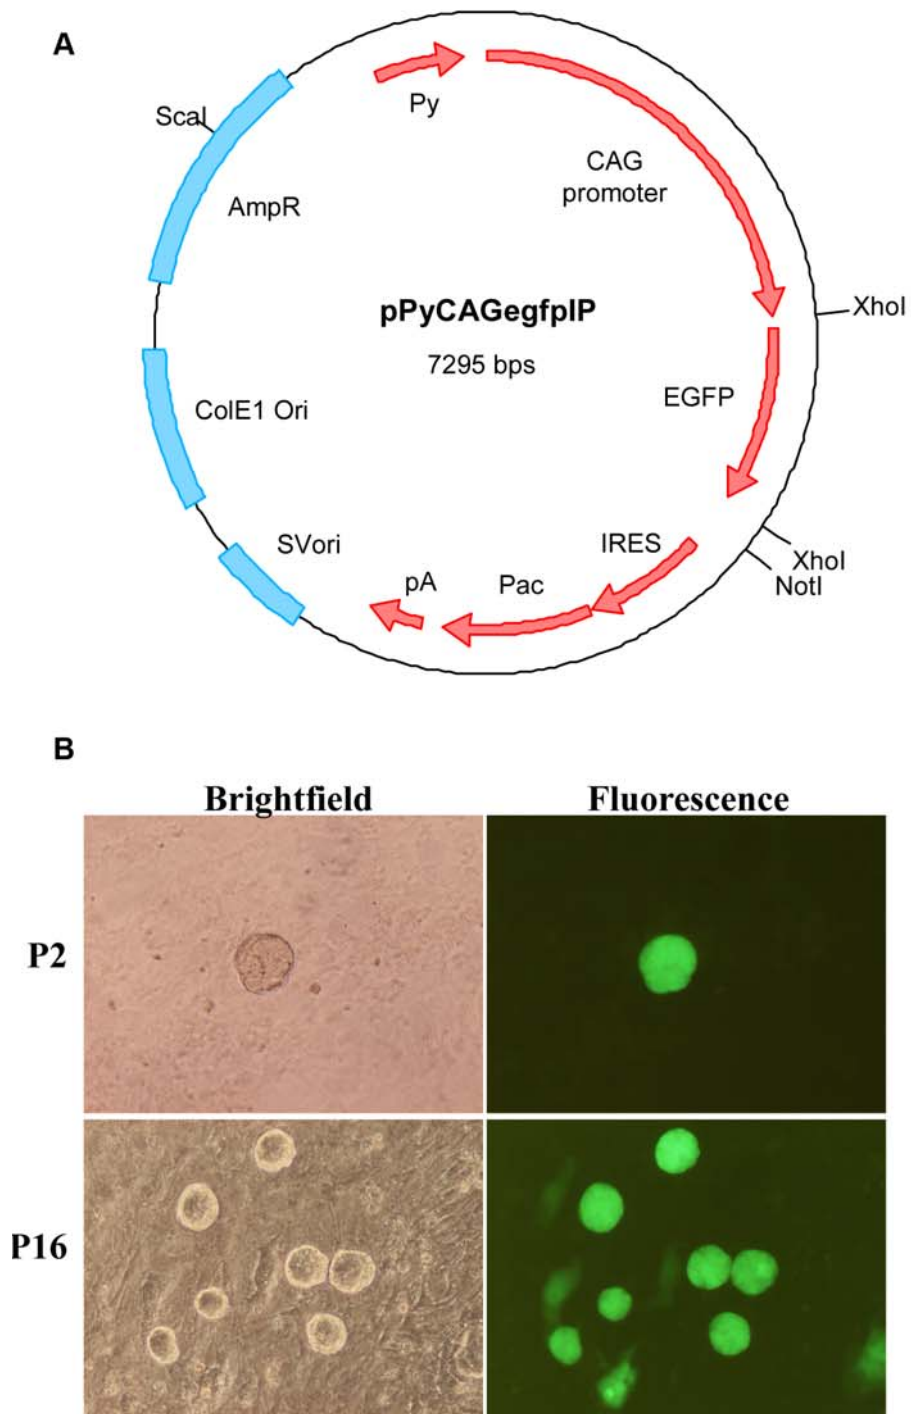 A
Py
CAG
promoter
ScaI
AmpR
pPyCAGegfpIP
7295 bps
XhoI
EGFP
ColE1 Ori
SVori
pA
Pac
IRES
XhoI
NotI
B
Brightfield
Fluorescence
P2
P16